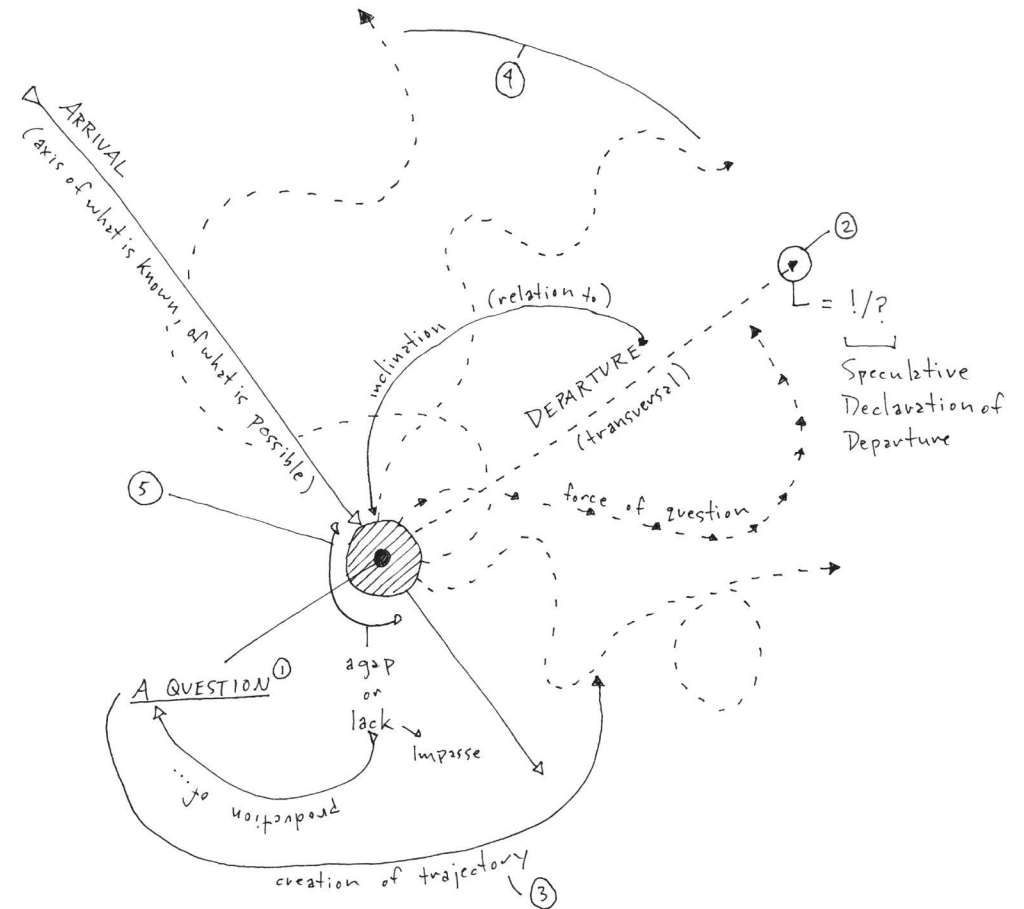 4
ARRIVAL
(axis of what is known, of what is possible)
2
= !/?
Speculative
Declaration of
Departure
(relation to)
inclination
DEPARTURE
(transversal)
5
force of question
A QUESTION 1
a gap
or
lack
Impasse
production of...
creation of trajectory
3